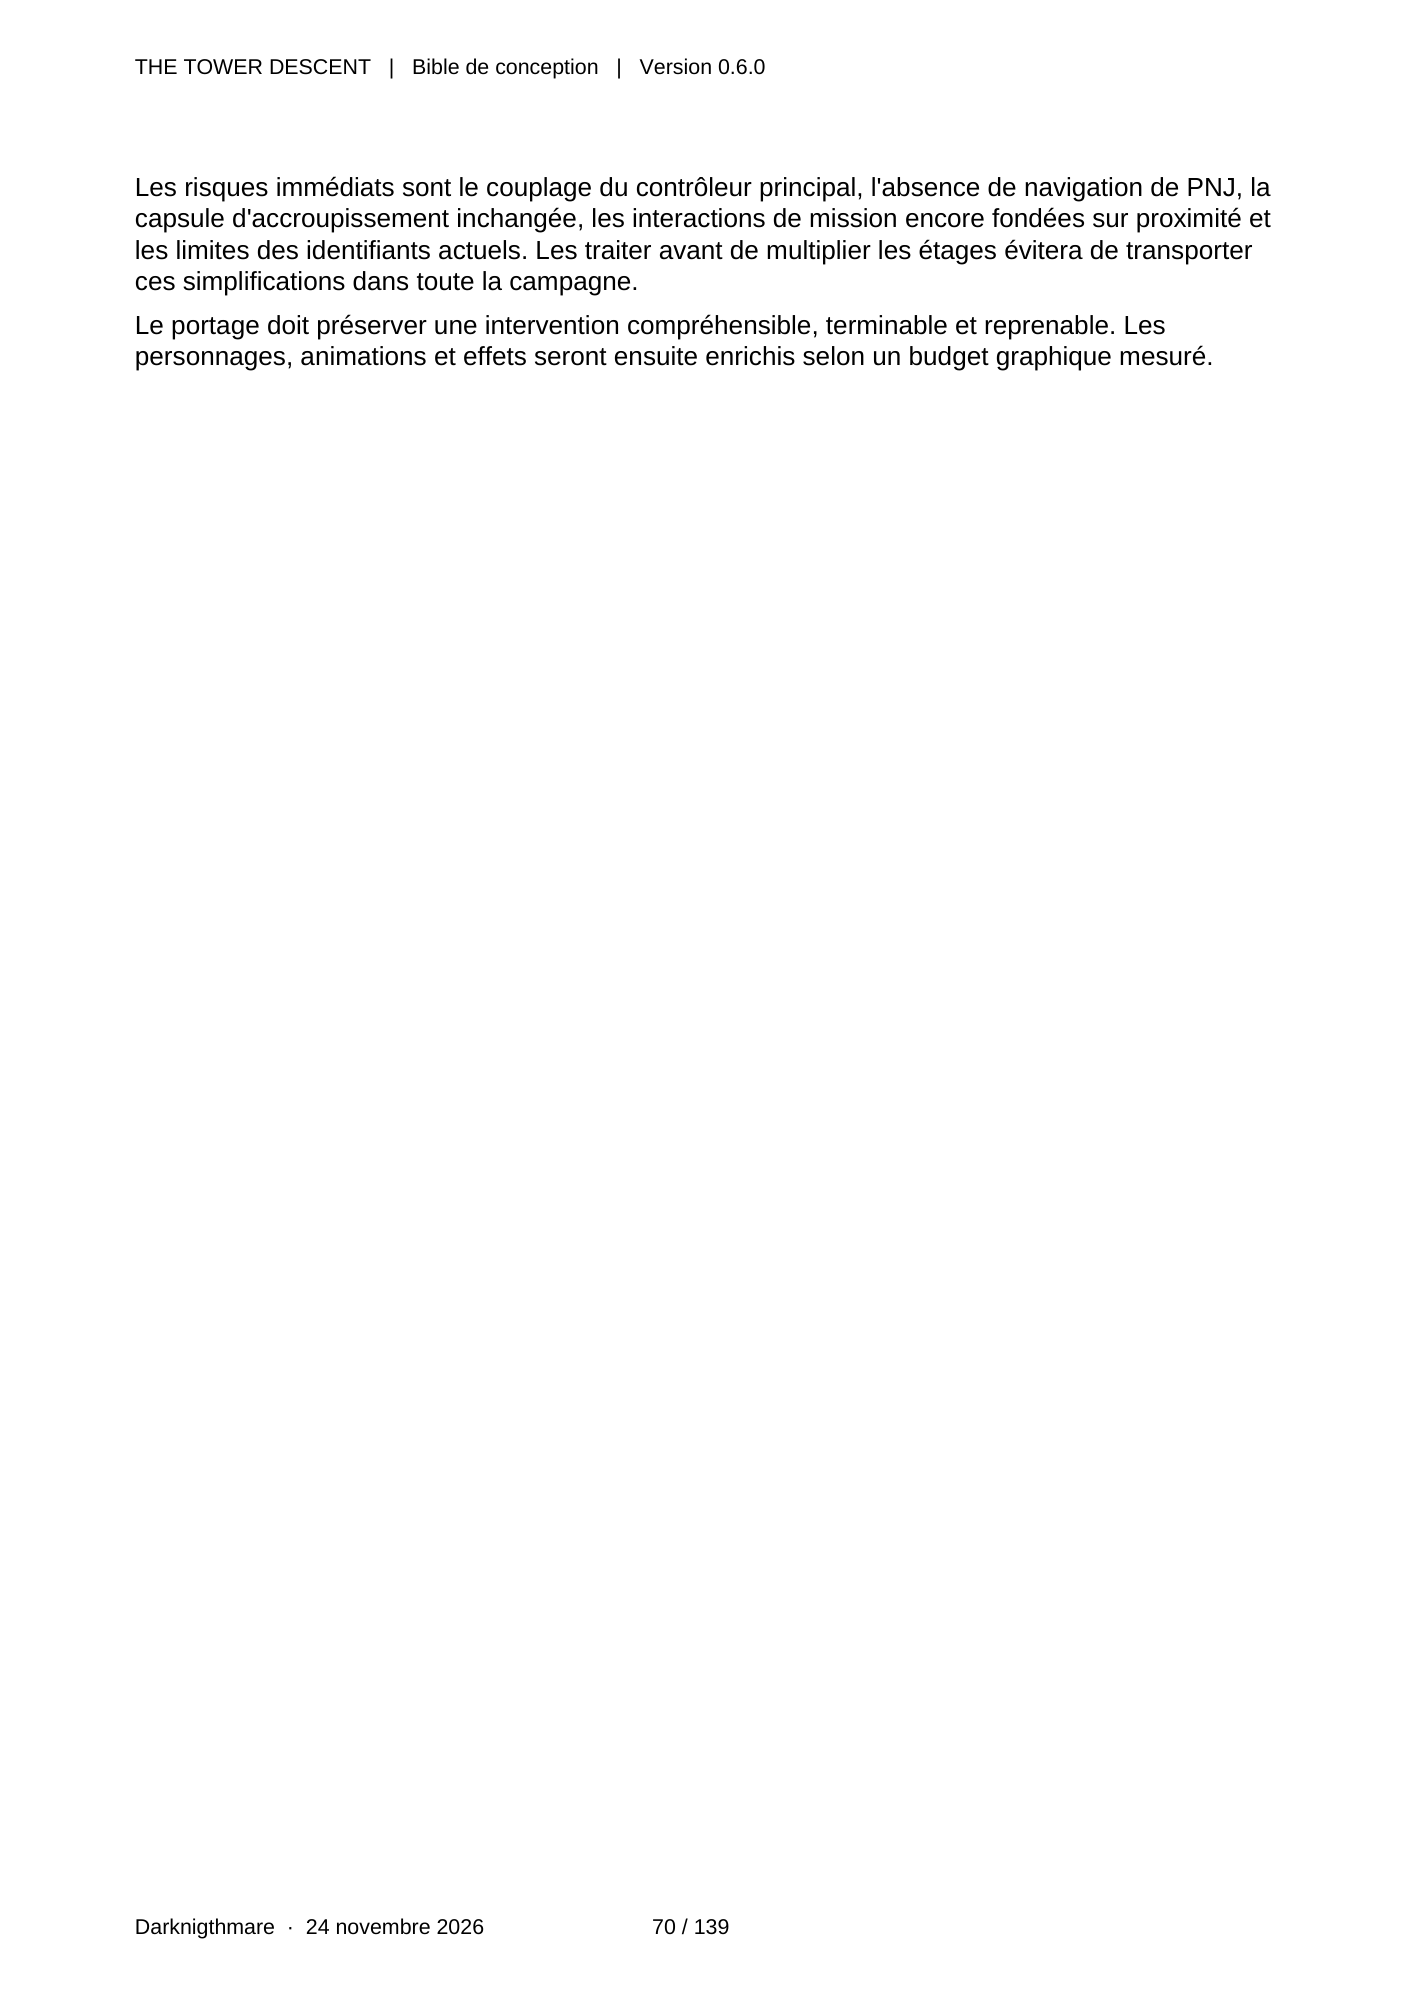 THE TOWER DESCENT | Bible de conception | Version 0.6.0
Les risques immédiats sont le couplage du contrôleur principal, l'absence de navigation de PNJ, la
capsule d'accroupissement inchangée, les interactions de mission encore fondées sur proximité et
les limites des identifiants actuels. Les traiter avant de multiplier les étages évitera de transporter
ces simplifications dans toute la campagne.
Le portage doit préserver une intervention compréhensible, terminable et reprenable. Les
personnages, animations et effets seront ensuite enrichis selon un budget graphique mesuré.
Darknigthmare · 24 novembre 2026 70 / 139